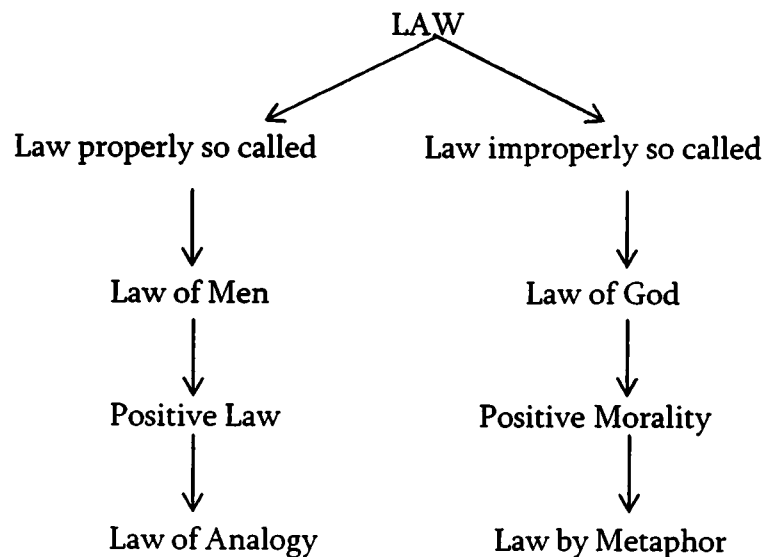 LAW
Law properly so called
Law improperly so called
Law of Men
Law of God
Positive Law
Positive Morality
Law of Analogy
Law by Metaphor